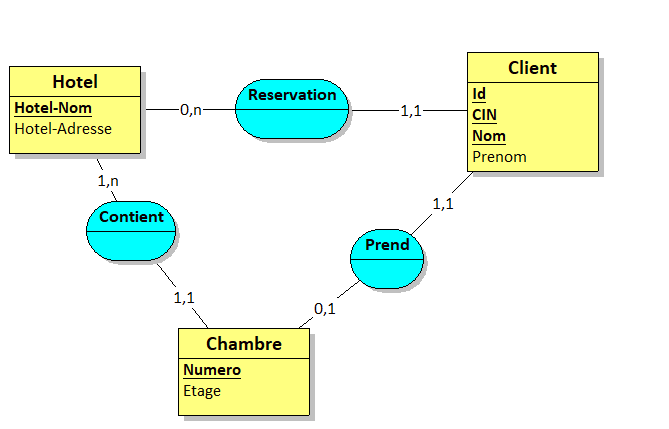 Hotel
Hotel-Nom
Hotel-Adresse
0,n
Reservation
1,1
Client
Id
CIN
Nom
Prenom
1,n
Contient
1,1
Prend
1,1
0,1
Chambre
Numero
Etage